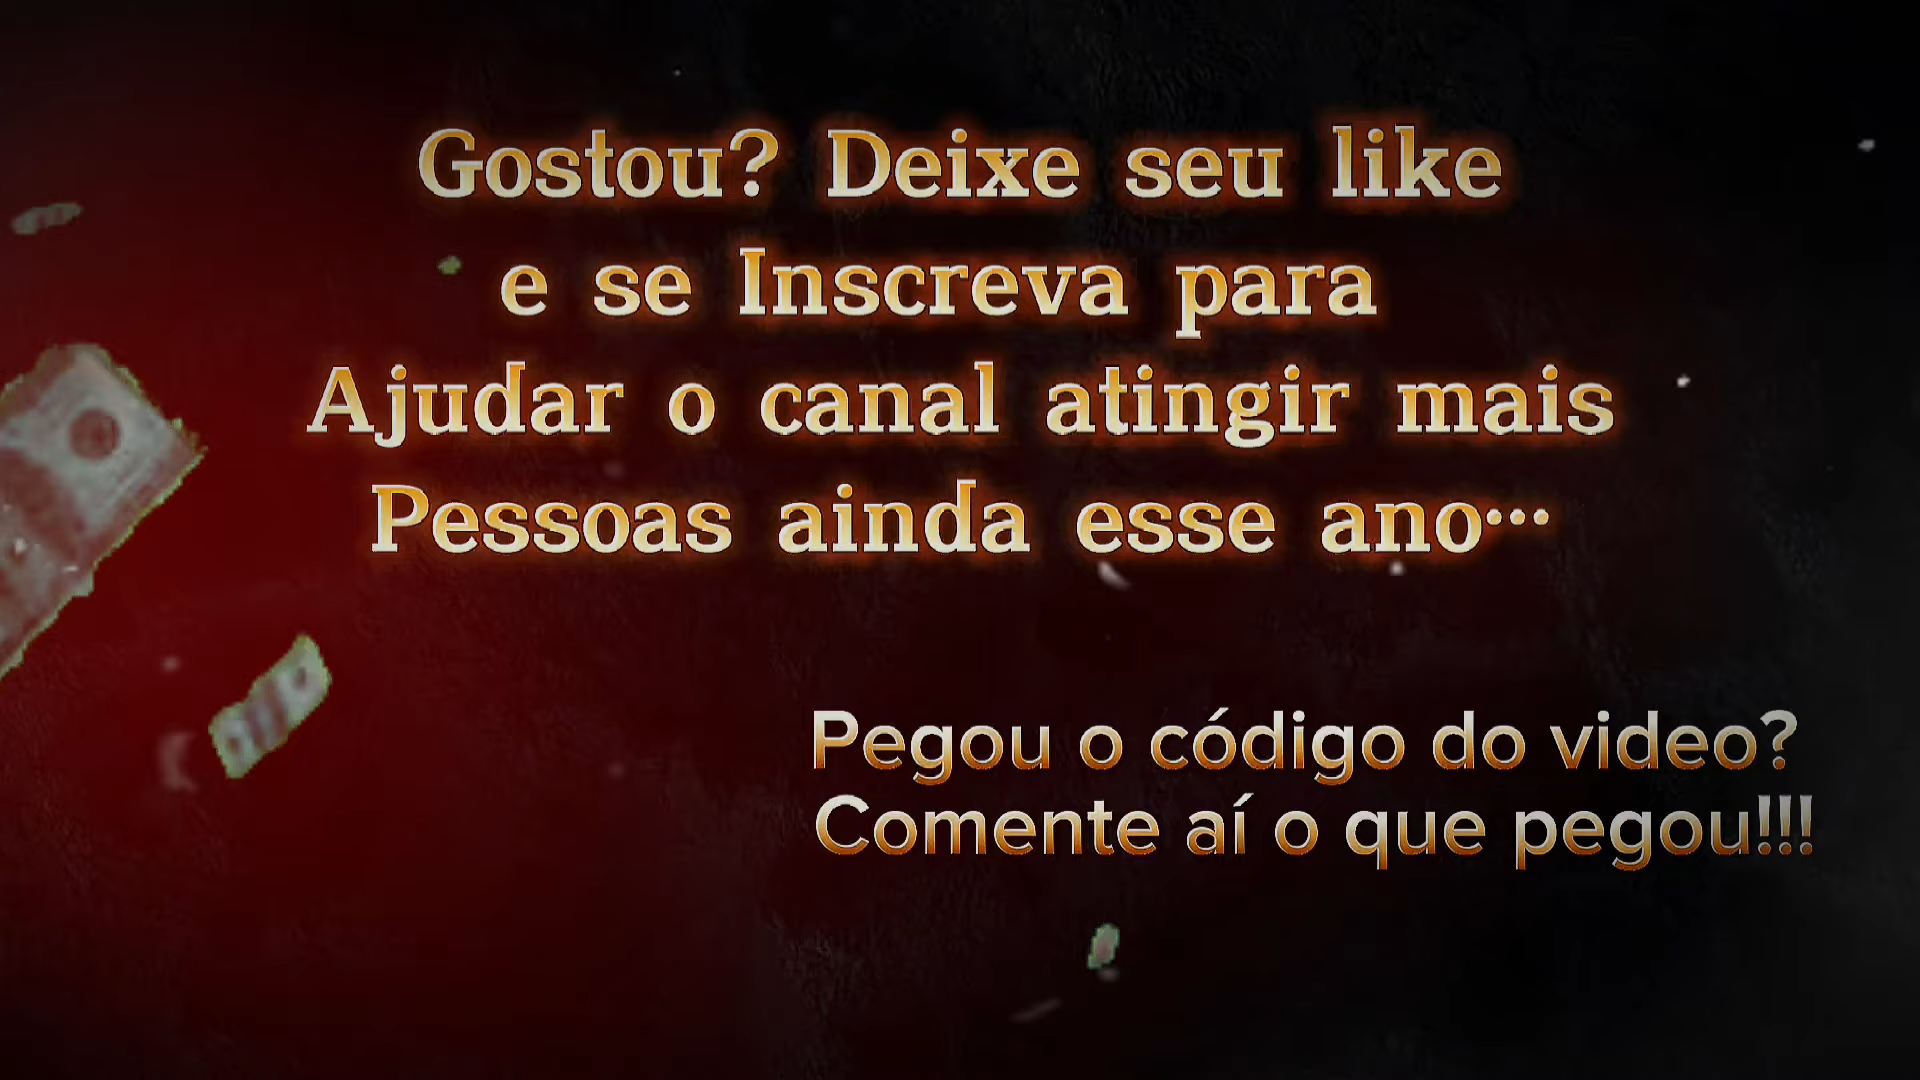 Gostou? Deixe seu like
e se Inscreva para
Ajudar o canal atingir mais
Pessoas ainda esse ano...
Pegou o código do video?
Comente aí o que pegou!!!